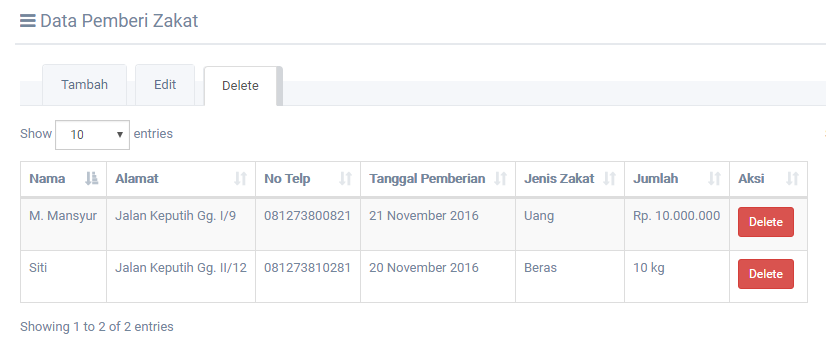 Data Pemberi Zakat
Tambah Edit Delete
Show 10 entries
Nama Alamat No Telp Tanggal Pemberian Jenis Zakat Jumlah Aksi
M. Mansyur Jalan Keputih Gg. I/9 081273800821 21 November 2016 Uang Rp. 10.000.000 Delete
Siti Jalan Keputih Gg. II/12 081273810281 20 November 2016 Beras 10 kg Delete
Showing 1 to 2 of 2 entries